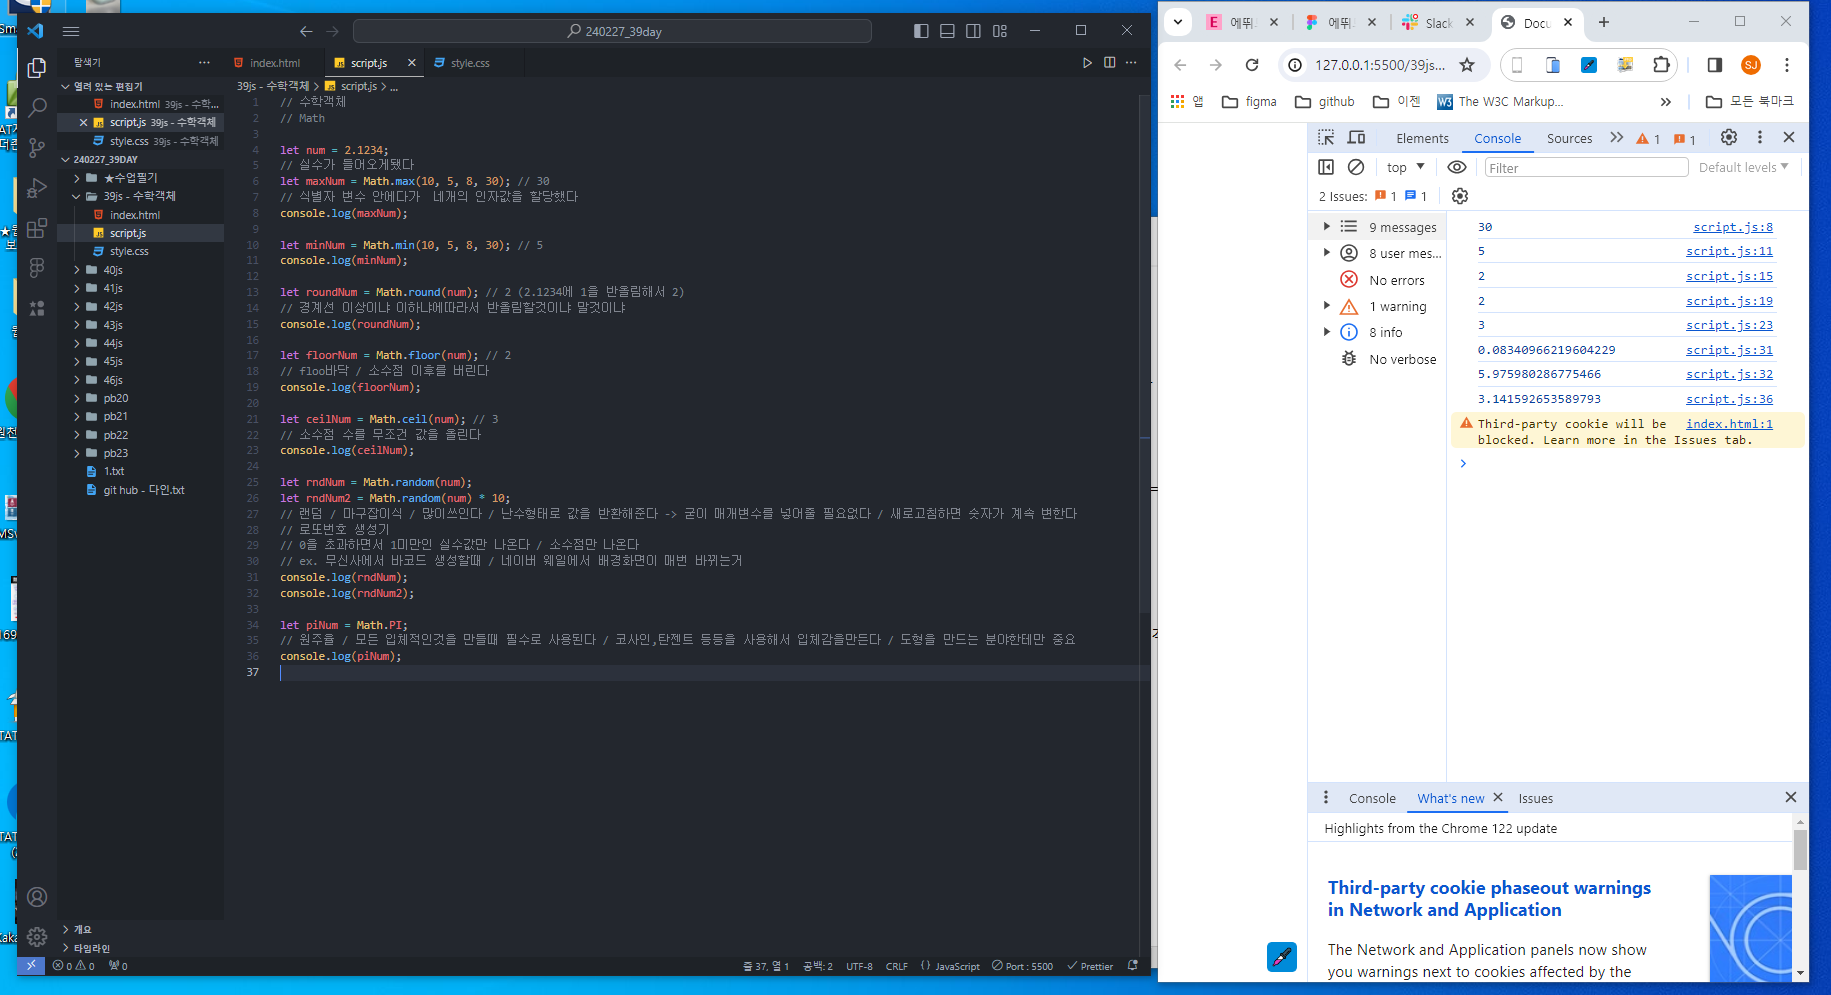 240227_39day
탐색기
열려 있는 편집기
index.html 39js - 수학...
script.js 39js - 수학객체
style.css 39js - 수학객체
240227_39DAY
★수업필기
39js - 수학객체
index.html
script.js
style.css
40js
41js
42js
43js
44js
45js
46js
pb20
pb21
pb22
pb23
1.txt
git hub - 다인.txt
개요
타임라인
index.html
script.js
style.css
39js - 수학객체 > script.js > ...
1 // 수학객체
2 // Math
3
4 let num = 2.1234;
5 // 실수가 들어오게됐다
6 let maxNum = Math.max(10, 5, 8, 30); // 30
7 // 식별자 변수 안에다가  네개의 인자값을 할당했다
8 console.log(maxNum);
9
10 let minNum = Math.min(10, 5, 8, 30); // 5
11 console.log(minNum);
12
13 let roundNum = Math.round(num); // 2 (2.1234에 1을 반올림해서 2)
14 // 경계선 이상이냐 이하냐에따라서 반올림할것이냐 말것이냐
15 console.log(roundNum);
16
17 let floorNum = Math.floor(num); // 2
18 // floo바닥 / 소수점 이후를 버린다
19 console.log(floorNum);
20
21 let ceilNum = Math.ceil(num); // 3
22 // 소수점 수를 무조건 값을 올린다
23 console.log(ceilNum);
24
25 let rndNum = Math.random(num);
26 let rndNum2 = Math.random(num) * 10;
27 // 랜덤 / 마구잡이식 / 많이쓰인다 / 난수형태로 값을 반환해준다 -> 굳이 매개변수를 넣어줄 필요없다 / 새로고침하면 숫자가 계속 변한다
28 // 로또번호 생성기
29 // 0을 초과하면서 1미만인 실수값만 나온다 / 소수점만 나온다
30 // ex. 무신사에서 바코드 생성할때 / 네이버 웨일에서 배경화면이 매번 바뀌는거
31 console.log(rndNum);
32 console.log(rndNum2);
33
34 let piNum = Math.PI;
35 // 원주율 / 모든 입체적인것을 만들때 필수로 사용된다 / 코사인,탄젠트 등등을 사용해서 입체감을만든다 / 도형을 만드는 분야한테만 중요
36 console.log(piNum);
37
0 0 0 줄 37, 열 1 공백: 2 UTF-8 CRLF {} JavaScript Port : 5500 Prettier
E 에뛰 에뛰 Slack Docu
127.0.0.1:5500/39js... SJ
앱 figma github 이젠 W3 The W3C Markup... 모든 북마크
Elements Console Sources 1 1
top Filter Default levels
2 Issues: 1 1
9 messages
8 user mes...
No errors
1 warning
8 info
No verbose
30 script.js:8
5 script.js:11
2 script.js:15
2 script.js:19
3 script.js:23
0.08340966219604229 script.js:31
5.975980286775466 script.js:32
3.141592653589793 script.js:36
Third-party cookie will be index.html:1
blocked. Learn more in the Issues tab.
Console What's new Issues
Highlights from the Chrome 122 update
Third-party cookie phaseout warnings
in Network and Application
The Network and Application panels now show
you warnings next to cookies affected by the